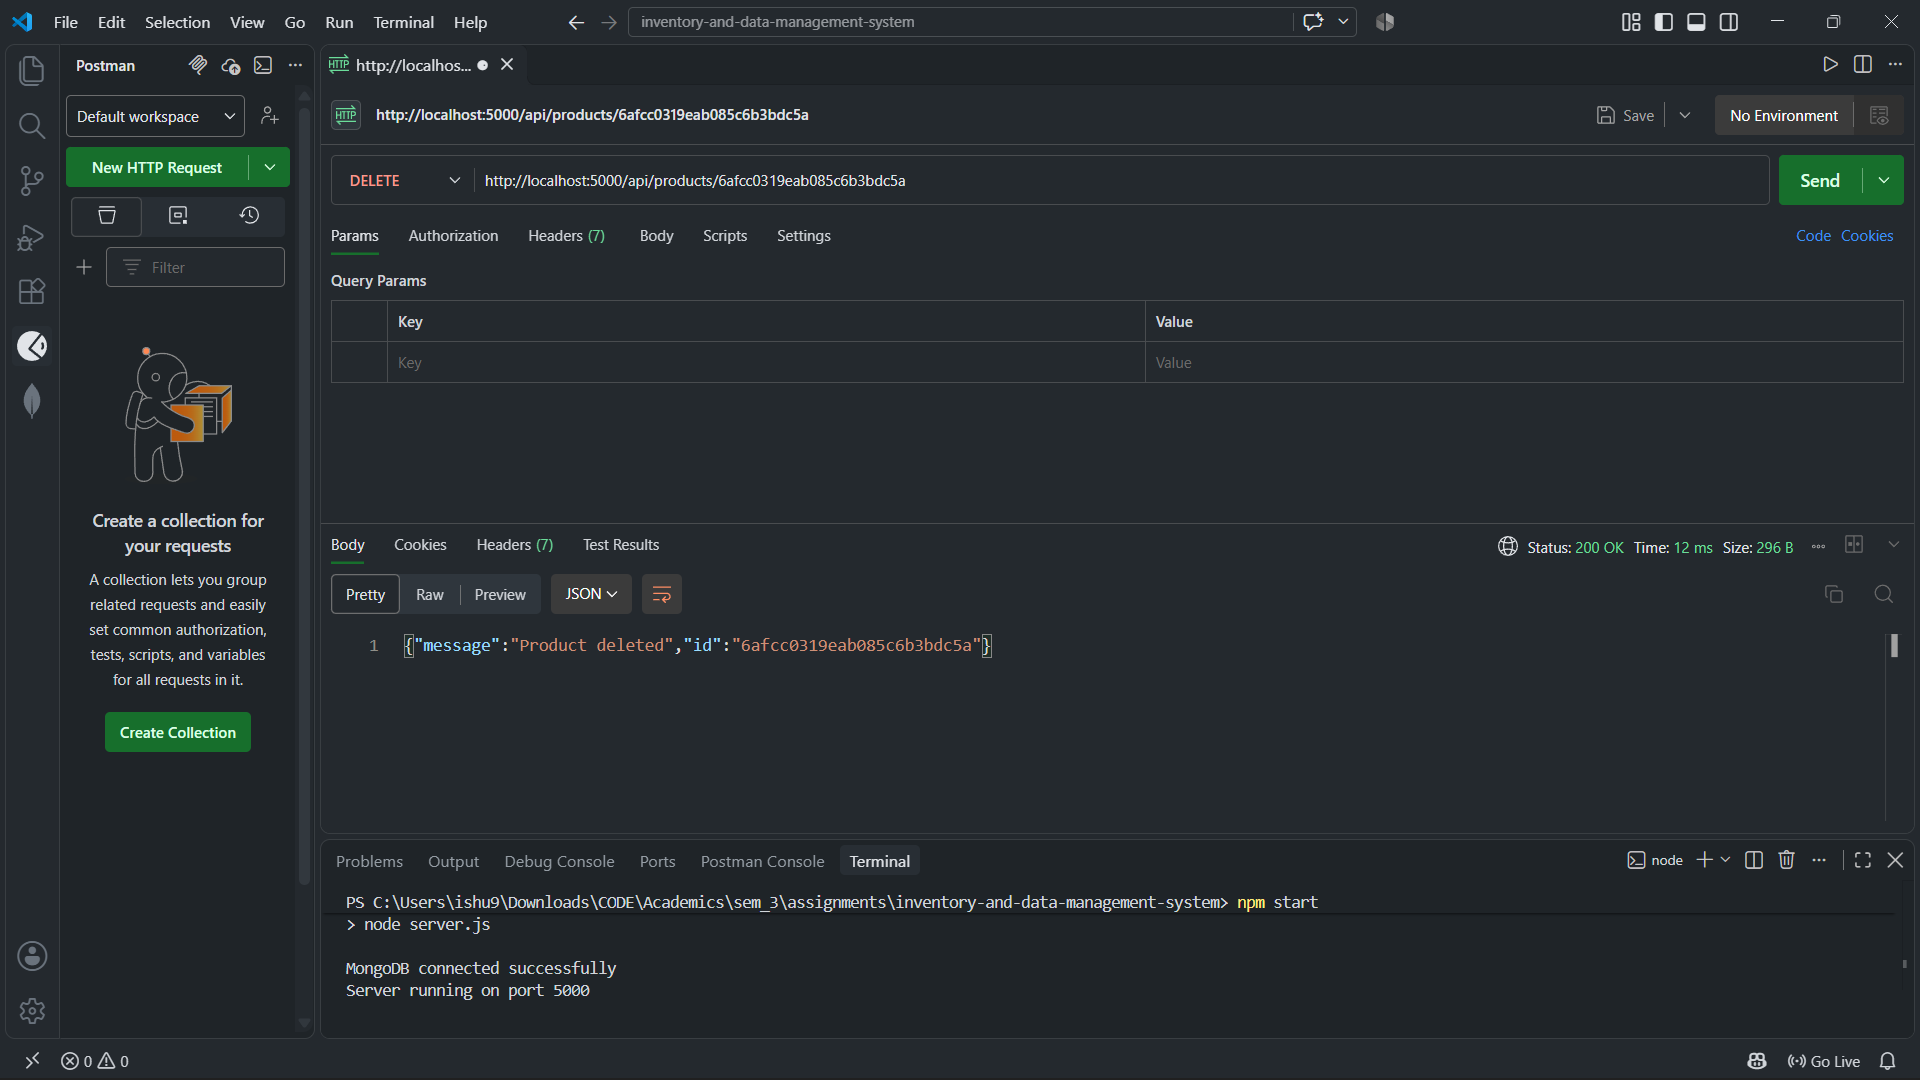 File Edit Selection View Go Run Terminal Help
inventory-and-data-management-system
Postman
http://localhos...
Default workspace
http://localhost:5000/api/products/6afcc0319eab085c6b3bdc5a
Save
No Environment
New HTTP Request
DELETE
http://localhost:5000/api/products/6afcc0319eab085c6b3bdc5a
Send
Params Authorization Headers (7) Body Scripts Settings
Code Cookies
Filter
Query Params
Key Value
Key Value
Create a collection for
your requests
A collection lets you group
related requests and easily
set common authorization,
tests, scripts, and variables
for all requests in it.
Create Collection
Body Cookies Headers (7) Test Results
Status: 200 OK Time: 12 ms Size: 296 B
Pretty Raw Preview JSON
1 {"message":"Product deleted","id":"6afcc0319eab085c6b3bdc5a"}
Problems Output Debug Console Ports Postman Console Terminal
node
PS C:\Users\ishu9\Downloads\CODE\Academics\sem_3\assignments\inventory-and-data-management-system> npm start
> node server.js
MongoDB connected successfully
Server running on port 5000
0 0
Go Live